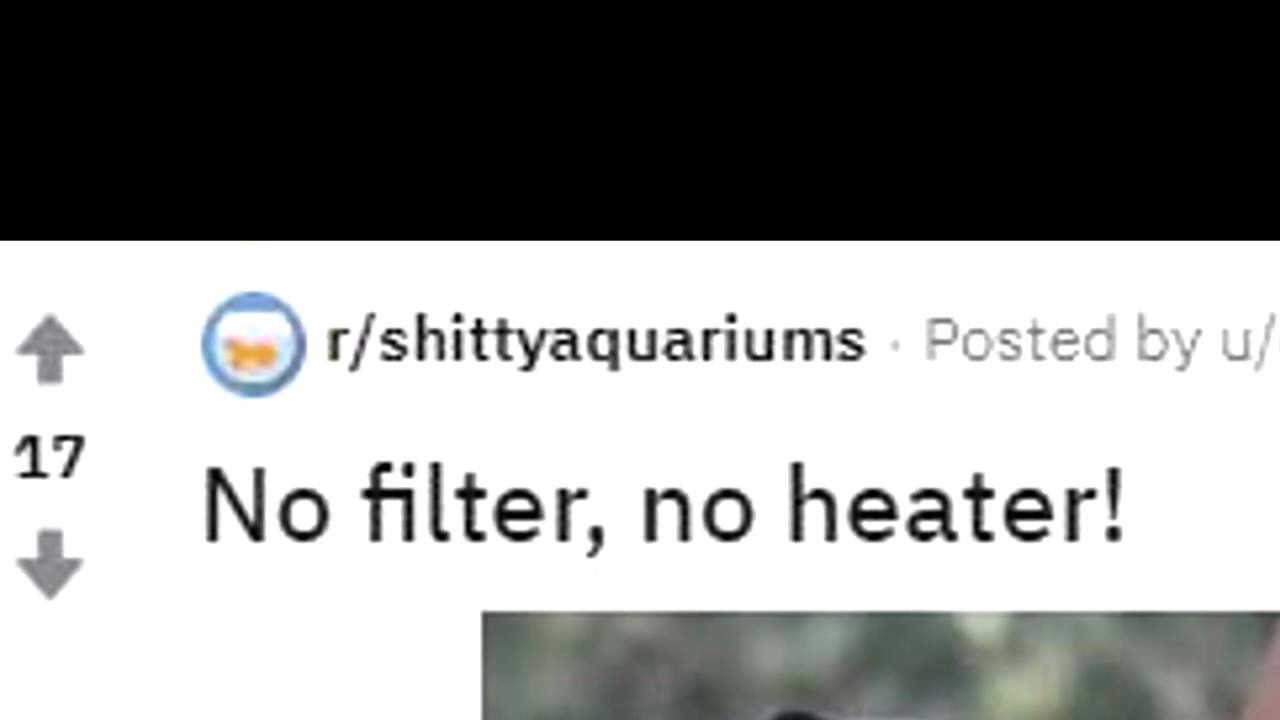 r/shittyaquariums · Posted by u/
17
No filter, no heater!